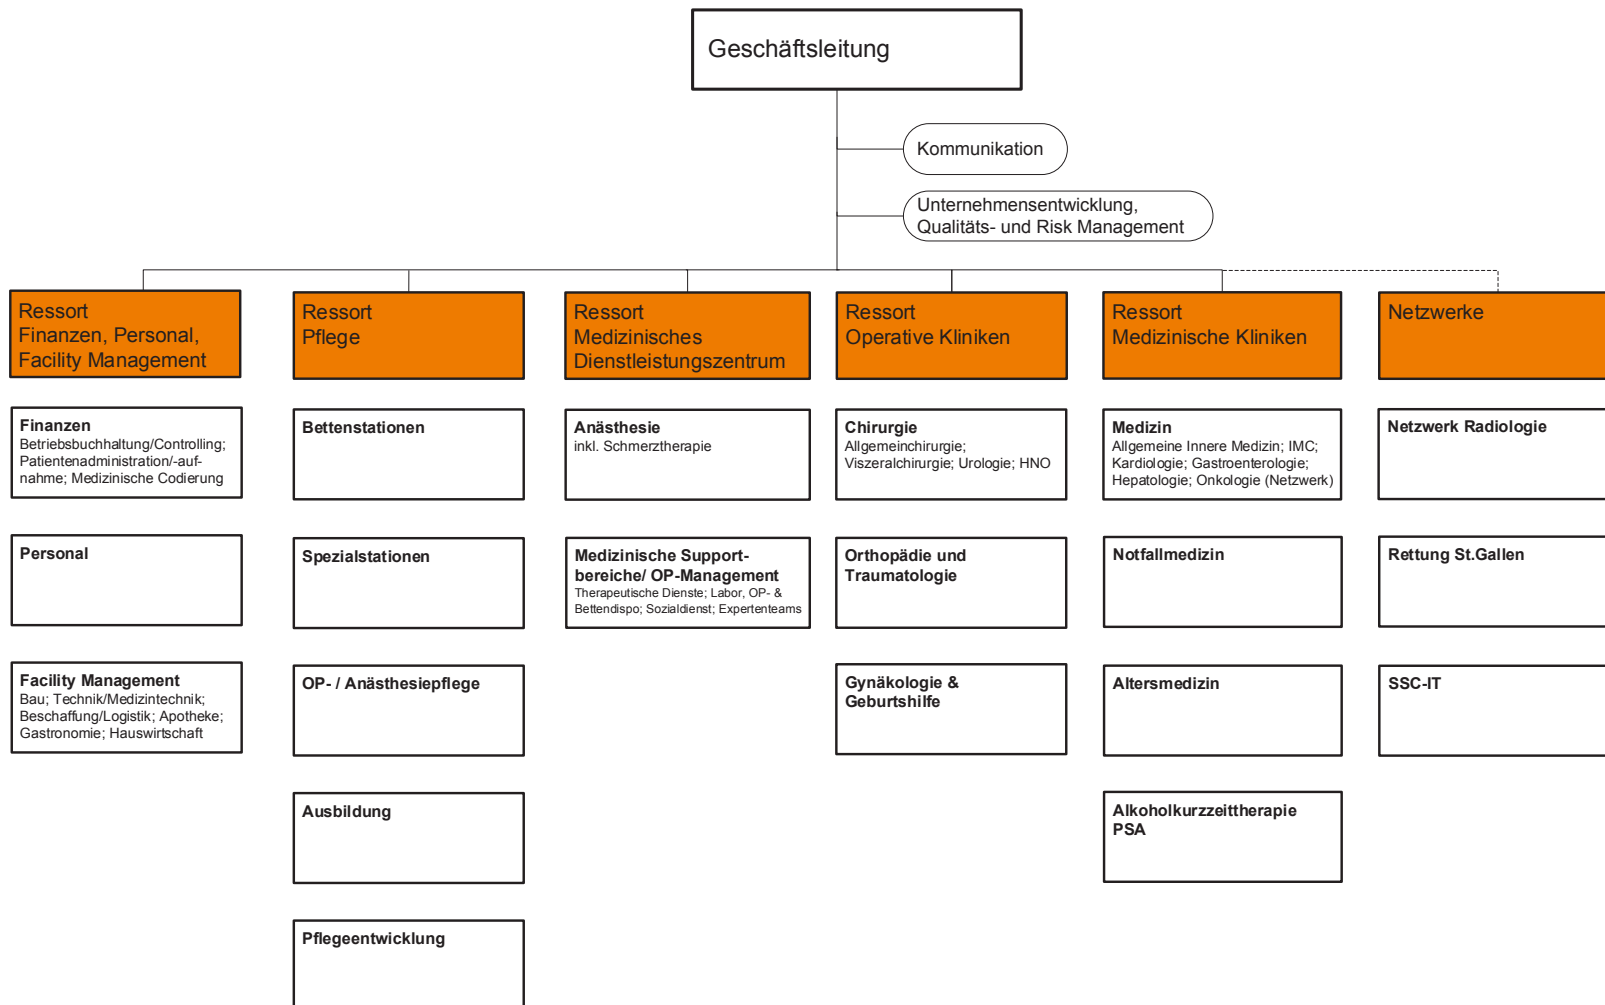 Geschäftsleitung
Kommunikation
Unternehmensentwicklung,
Qualitäts- und Risk Management
Ressort
Finanzen, Personal,
Facility Management
Ressort
Pflege
Ressort
Medizinisches
Dienstleistungszentrum
Ressort
Operative Kliniken
Ressort
Medizinische Kliniken
Netzwerke
Finanzen
Betriebsbuchhaltung/Controlling;
Patientenadministration/-auf-
nahme; Medizinische Codierung
Bettenstationen
Anästhesie
inkl. Schmerztherapie
Chirurgie
Allgemeinchirurgie;
Viszeralchirurgie; Urologie; HNO
Medizin
Allgemeine Innere Medizin; IMC;
Kardiologie; Gastroenterologie;
Hepatologie; Onkologie (Netzwerk)
Netzwerk Radiologie
Personal
Spezialstationen
Medizinische Support-
bereiche/ OP-Management
Therapeutische Dienste; Labor, OP- &
Bettendispo; Sozialdienst; Expertenteams
Orthopädie und
Traumatologie
Notfallmedizin
Rettung St.Gallen
Facility Management
Bau; Technik/Medizintechnik;
Beschaffung/Logistik; Apotheke;
Gastronomie; Hauswirtschaft
OP- / Anästhesiepflege
Gynäkologie &
Geburtshilfe
Altersmedizin
SSC-IT
Ausbildung
Alkoholkurzzeittherapie
PSA
Pflegeentwicklung